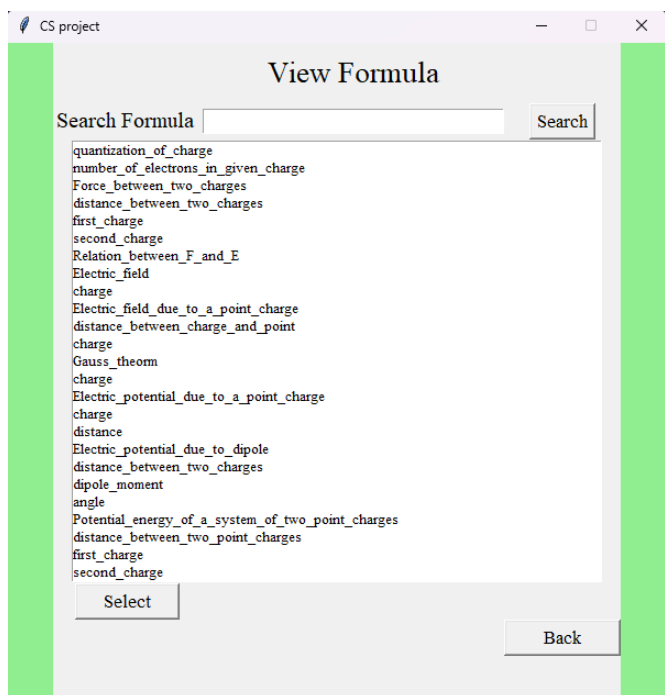 CS project
View Formula
Search Formula Search
quantization_of_charge
number_of_electrons_in_given_charge
Force_between_two_charges
distance_between_two_charges
first_charge
second_charge
Relation_between_F_and_E
Electric_field
charge
Electric_field_due_to_a_point_charge
distance_between_charge_and_point
charge
Gauss_theorm
charge
Electric_potential_due_to_a_point_charge
charge
distance
Electric_potential_due_to_dipole
distance_between_two_charges
dipole_moment
angle
Potential_energy_of_a_system_of_two_point_charges
distance_between_two_point_charges
first_charge
second_charge
Select
Back